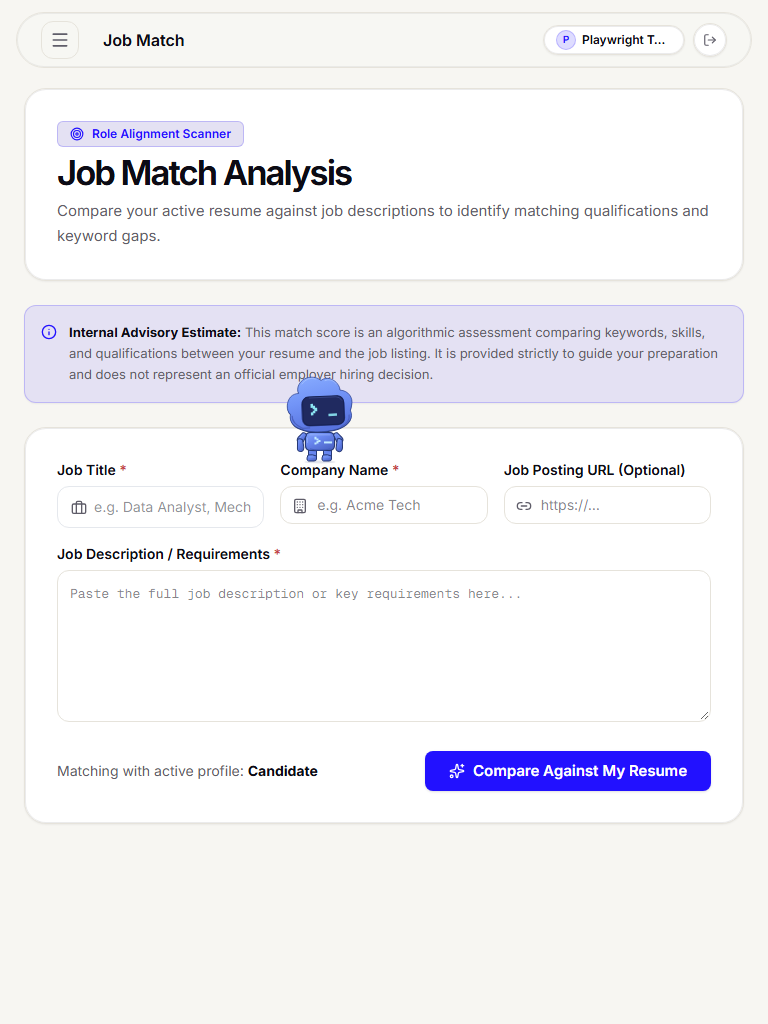 Job Match
P Playwright T...
Role Alignment Scanner
Job Match Analysis
Compare your active resume against job descriptions to identify matching qualifications and
keyword gaps.
Internal Advisory Estimate: This match score is an algorithmic assessment comparing keywords, skills,
and qualifications between your resume and the job listing. It is provided strictly to guide your preparation
and does not represent an official employer hiring decision.
Job Title *
Company Name *
Job Posting URL (Optional)
e.g. Data Analyst, Mech
e.g. Acme Tech
https://...
Job Description / Requirements *
Paste the full job description or key requirements here...
Matching with active profile: Candidate
Compare Against My Resume